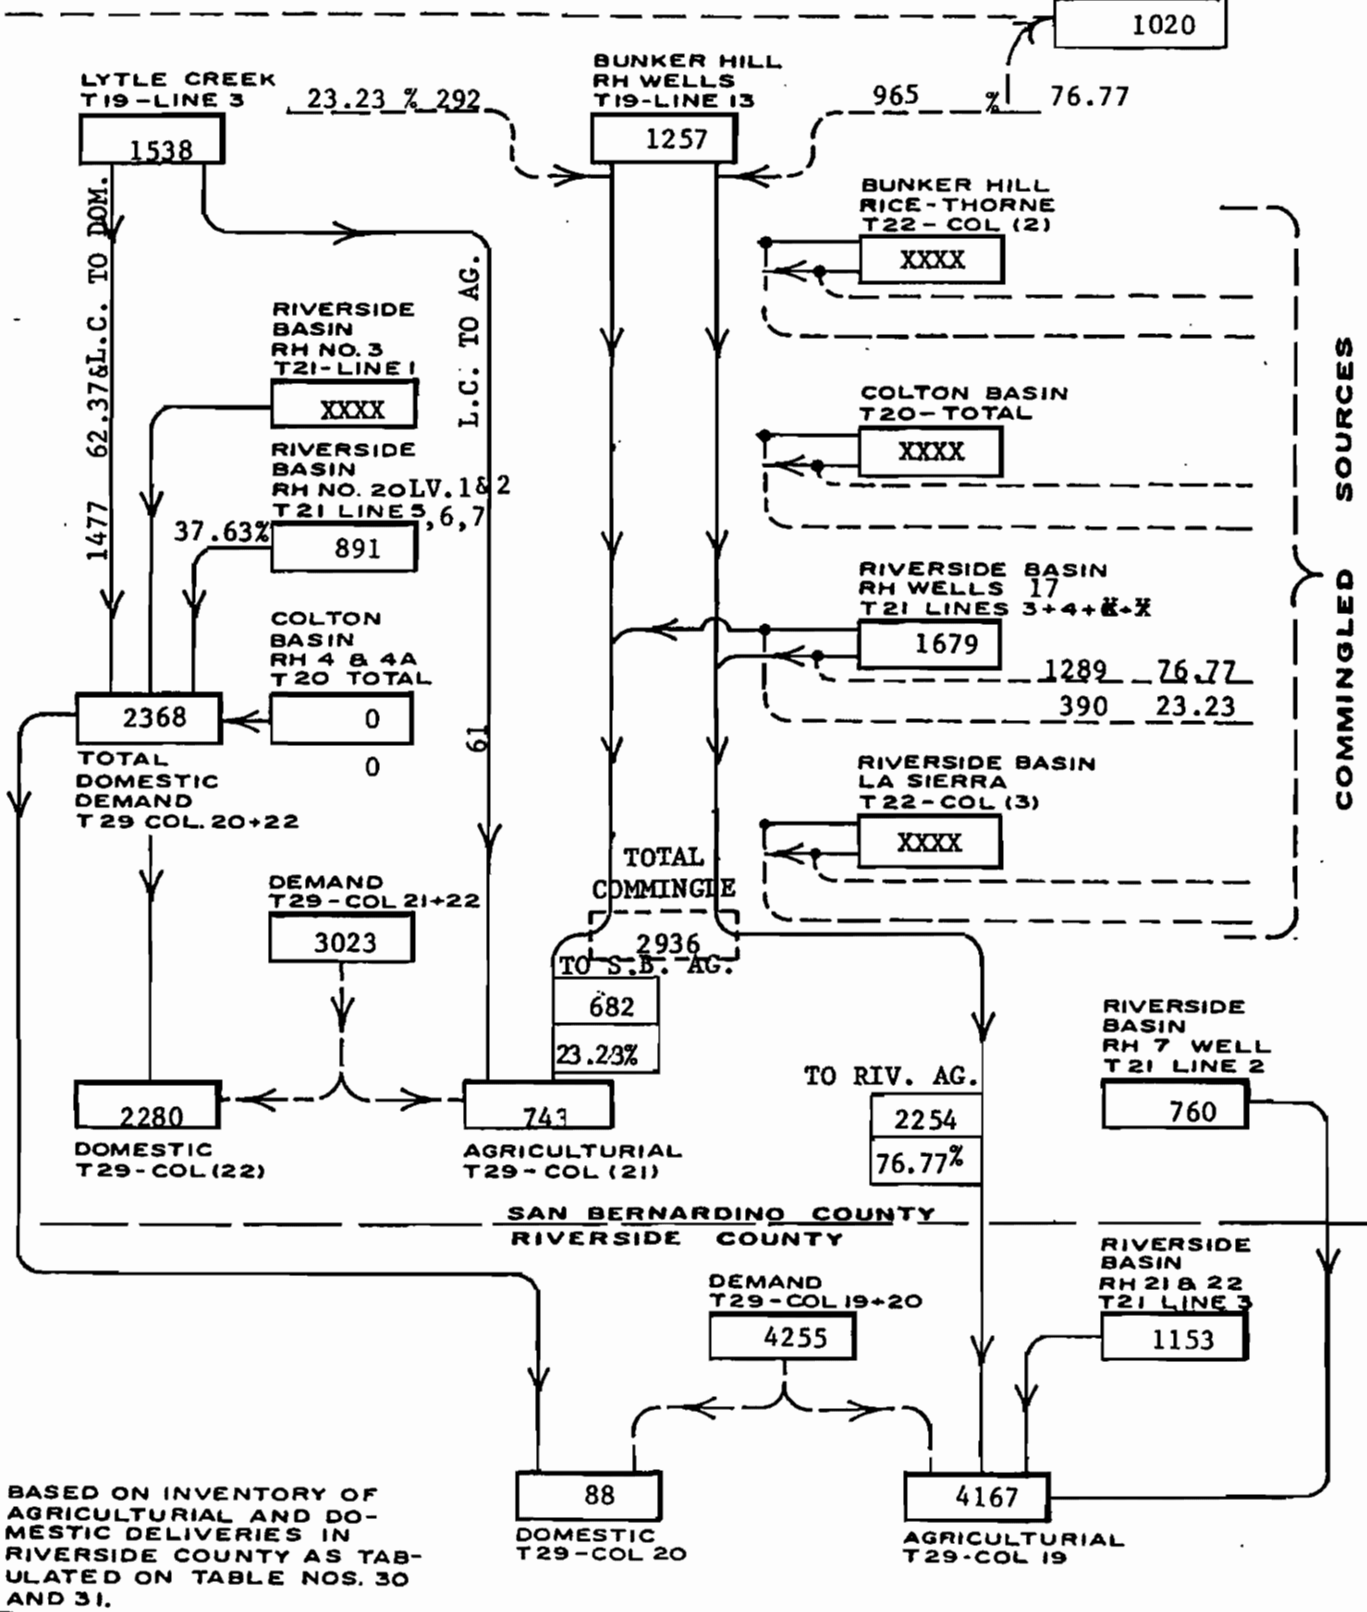 1020
LYTLE CREEK
T19-LINE 3
1538
23.23 % 292
BUNKER HILL
RH WELLS
T19-LINE 13
1257
965 % 76.77
BUNKER HILL
RICE-THORNE
T22- COL (2)
XXXX
1477 62.37&L.C. TO DOM.
L.C. TO AG.
61
RIVERSIDE
BASIN
RH NO. 3
T21-LINE 1
XXXX
RIVERSIDE
BASIN
RH NO. 20LV. 1&2
T21 LINE 5,6,7
37.63%
891
COLTON BASIN
T20-TOTAL
XXXX
COMMINGLED SOURCES
RIVERSIDE BASIN
RH WELLS 17
T21 LINES 3+4+
1679
1289 76.77
390 23.23
COLTON
BASIN
RH 4 & 4A
T20 TOTAL
0
0
2368
TOTAL
DOMESTIC
DEMAND
T29 COL. 20+22
RIVERSIDE BASIN
LA SIERRA
T22-COL (3)
XXXX
DEMAND
T29-COL 21+22
3023
TOTAL
COMMINGLE
2936
TO S.B. AG.
682
23.23%
2280
DOMESTIC
T29-COL(22)
743
AGRICULTURIAL
T29-COL (21)
TO RIV. AG.
2254
76.77%
RIVERSIDE
BASIN
RH 7 WELL
T21 LINE 2
760
SAN BERNARDINO COUNTY
RIVERSIDE COUNTY
RIVERSIDE
BASIN
RH 21 & 22
T21 LINE 3
1153
DEMAND
T29-COL 19+20
4255
88
DOMESTIC
T29-COL 20
4167
AGRICULTURIAL
T29-COL 19
BASED ON INVENTORY OF
AGRICULTURIAL AND DO-
MESTIC DELIVERIES IN
RIVERSIDE COUNTY AS TAB-
ULATED ON TABLE NOS. 30
AND 31.